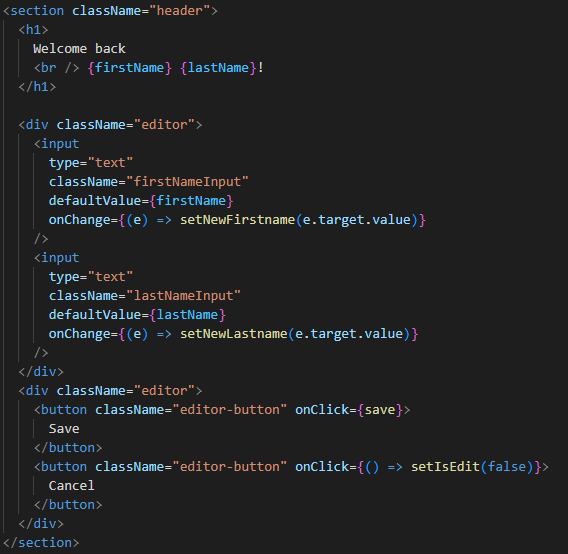 <section className="header">
<h1>
Welcome back
<br /> {firstName} {lastName}!
</h1>
<div className="editor">
<input
type="text"
className="firstNameInput"
defaultValue={firstName}
onChange={(e) => setNewFirstname(e.target.value)}
/>
<input
type="text"
className="lastNameInput"
defaultValue={lastName}
onChange={(e) => setNewLastname(e.target.value)}
/>
</div>
<div className="editor">
<button className="editor-button" onClick={save}>
Save
</button>
<button className="editor-button" onClick={() => setIsEdit(false)}>
Cancel
</button>
</div>
</section>